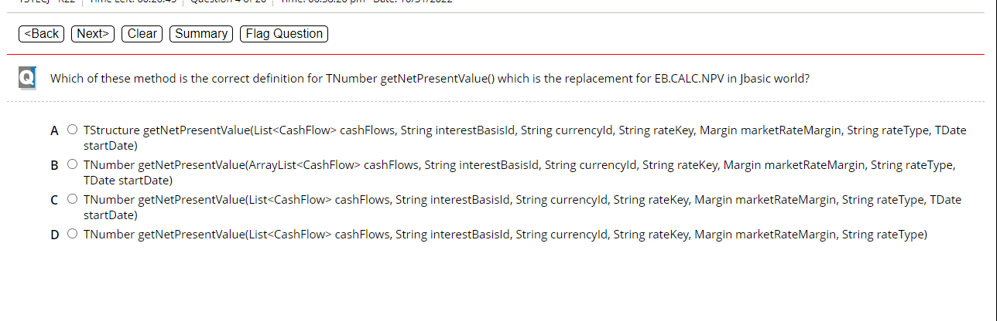 <Back Next> Clear Summary Flag Question
Q Which of these method is the correct definition for TNumber getNetPresentValue() which is the replacement for EB.CALC.NPV in Jbasic world?
A TStructure getNetPresentValue(List<CashFlow> cashFlows, String interestBasisId, String currencyId, String rateKey, Margin marketRateMargin, String rateType, TDate
startDate)
B TNumber getNetPresentValue(ArrayList<CashFlow> cashFlows, String interestBasisId, String currencyId, String rateKey, Margin marketRateMargin, String rateType,
TDate startDate)
C TNumber getNetPresentValue(List<CashFlow> cashFlows, String interestBasisId, String currencyId, String rateKey, Margin marketRateMargin, String rateType, TDate
startDate)
D TNumber getNetPresentValue(List<CashFlow> cashFlows, String interestBasisId, String currencyId, String rateKey, Margin marketRateMargin, String rateType)